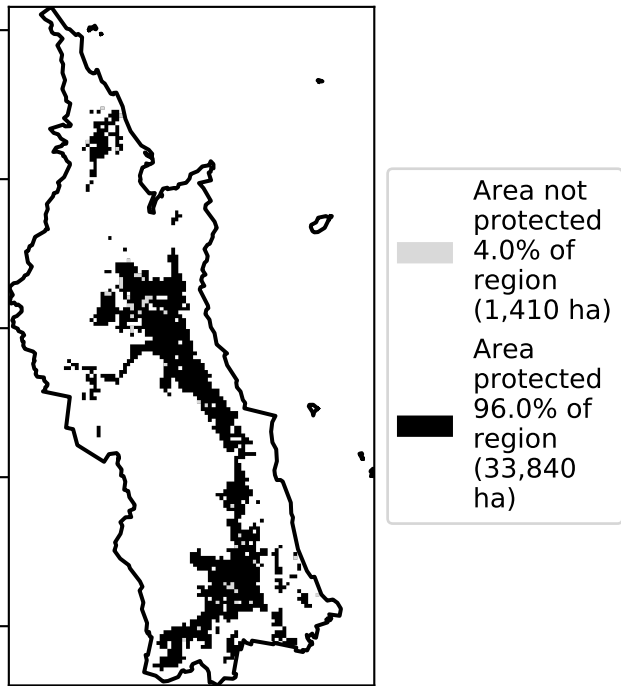 Area not
protected
4.0% of
region
(1,410 ha)
Area
protected
96.0% of
region
(33,840
ha)